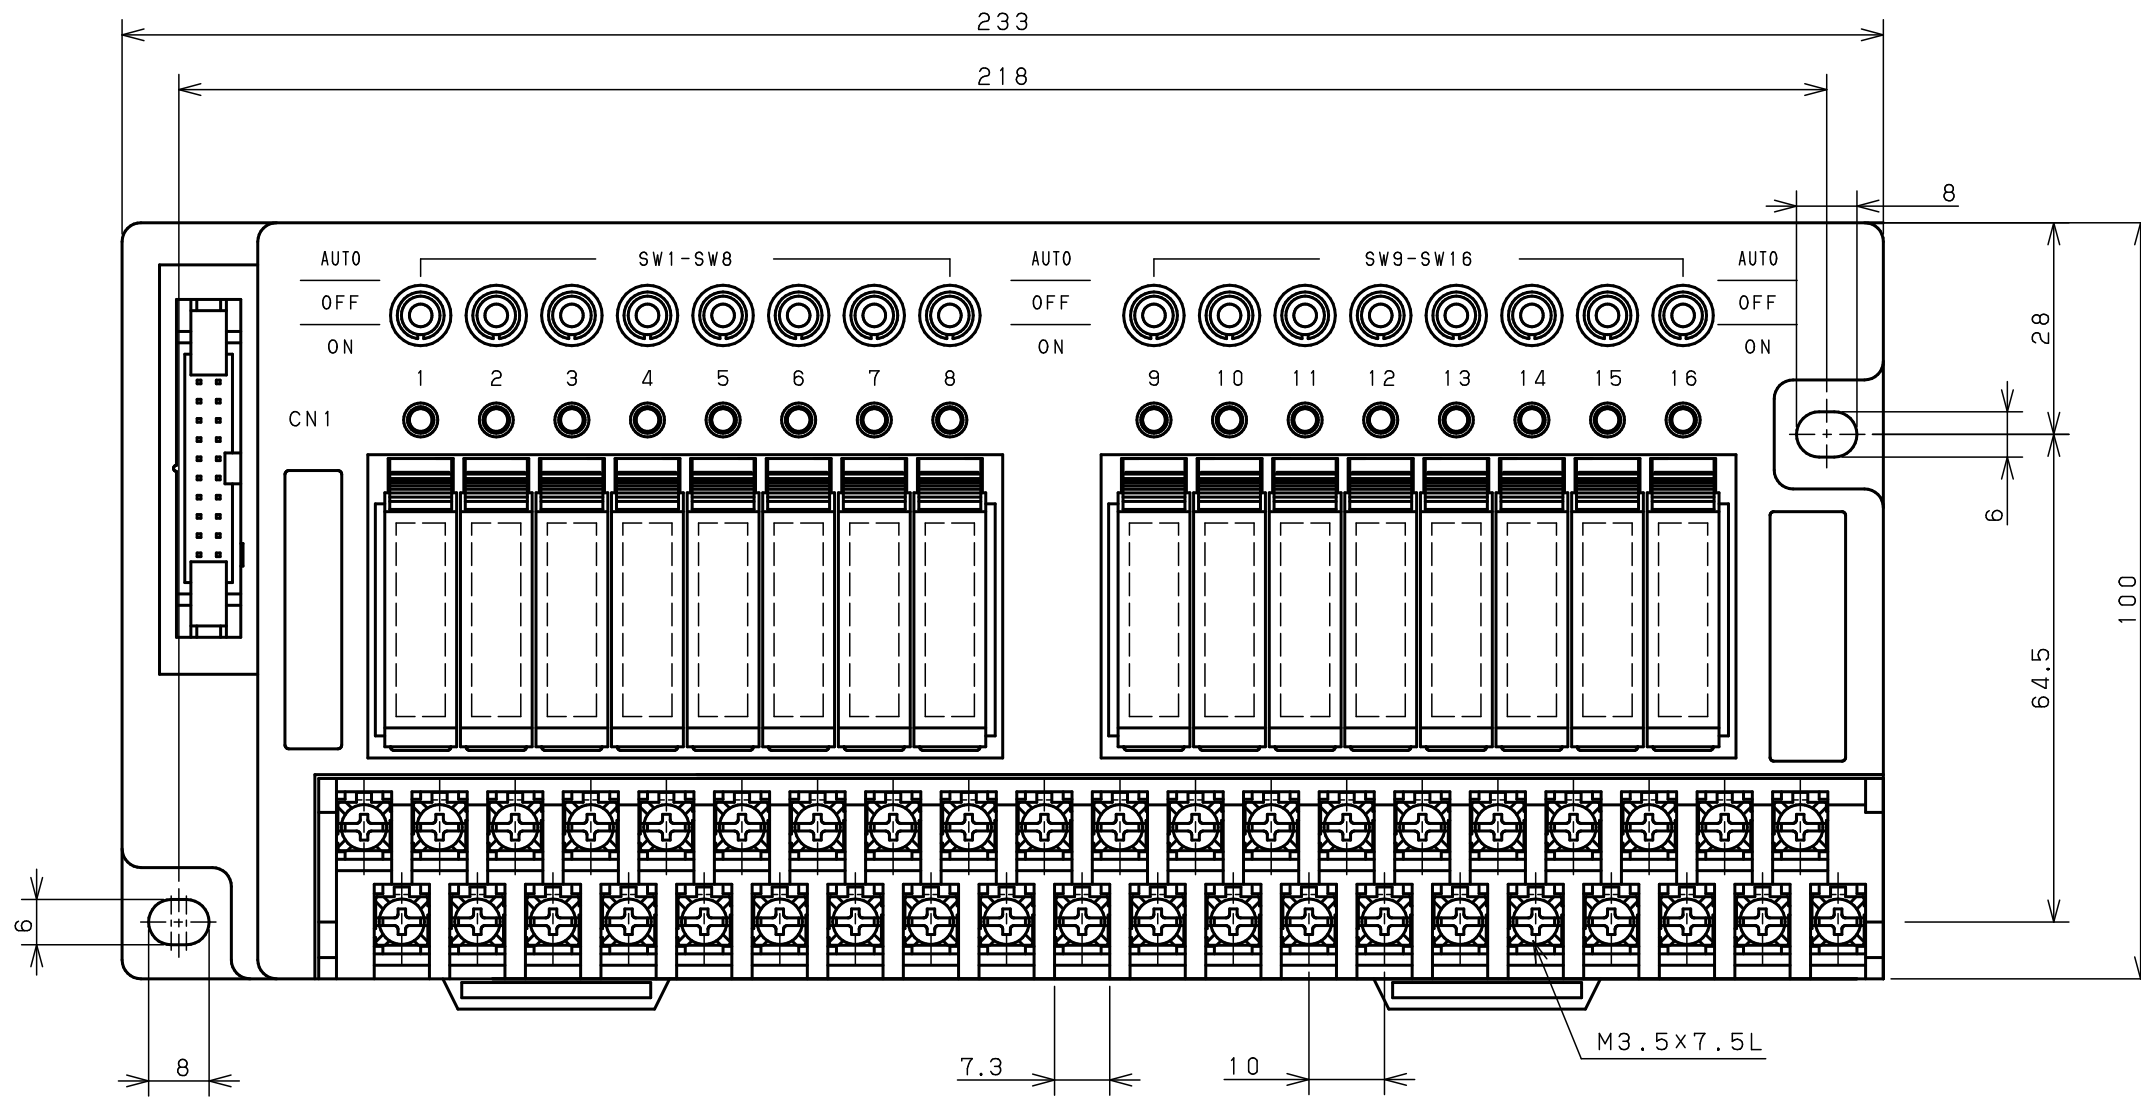 233
218
8
AUTO SW1-SW8 AUTO SW9-SW16 AUTO
OFF OFF OFF
ON ON ON
28
1 2 3 4 5 6 7 8 9 10 11 12 13 14 15 16
CN1
6
100
64.5
6
8
7.3
10
M3.5×7.5L